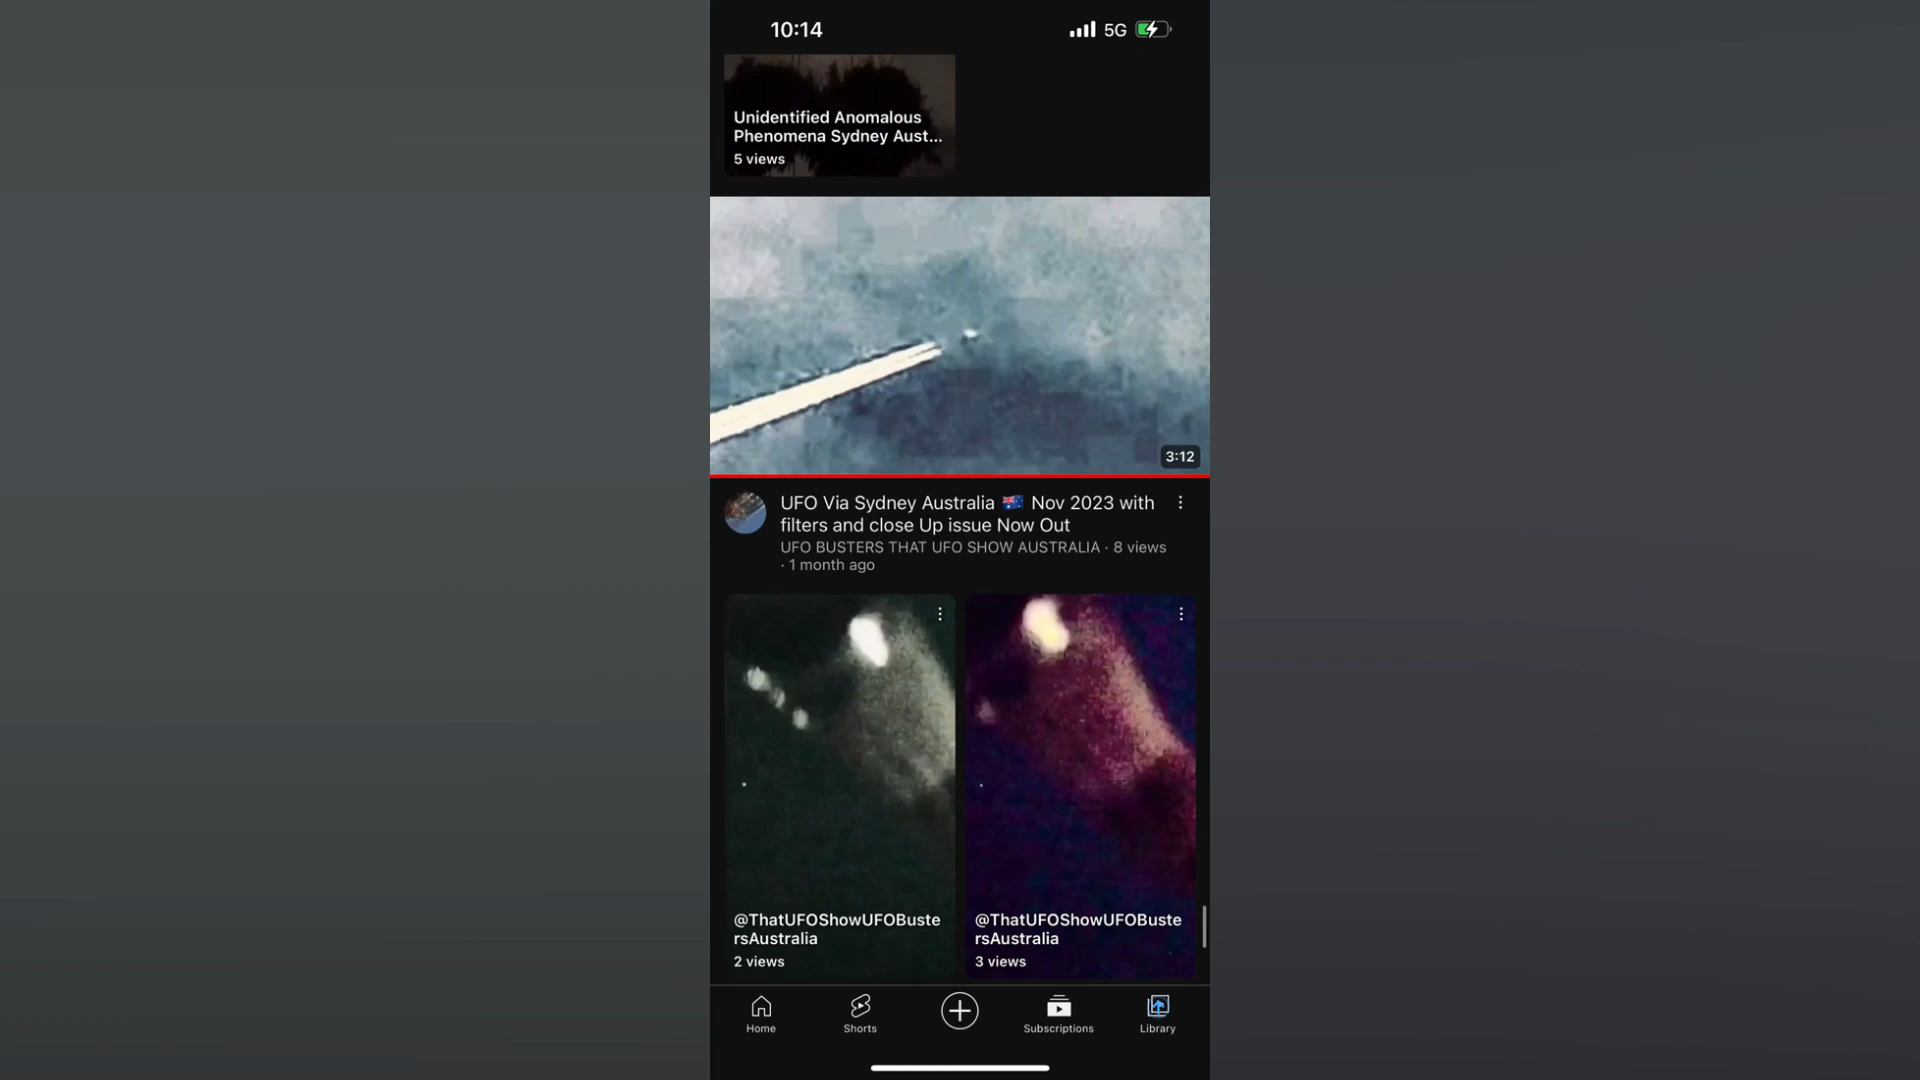 10:14
5G
Unidentified Anomalous
Phenomena Sydney Aust...
5 views
3:12
UFO Via Sydney Australia 🇦🇺 Nov 2023 with
filters and close Up issue Now Out
UFO BUSTERS THAT UFO SHOW AUSTRALIA · 8 views
· 1 month ago
@ThatUFOShowUFOBuste
rsAustralia
2 views
@ThatUFOShowUFOBuste
rsAustralia
3 views
Home
Shorts
Subscriptions
Library